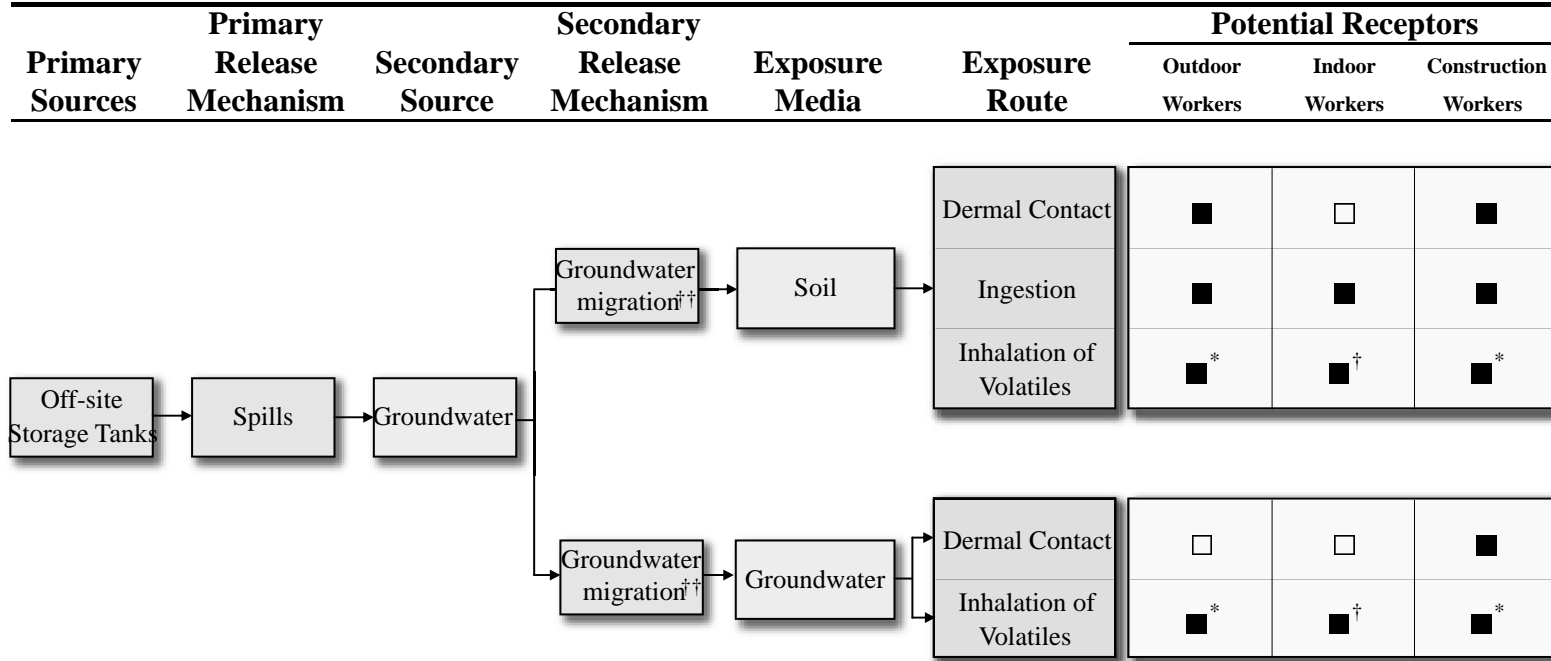 Primary Sources
Primary Release Mechanism
Secondary Source
Secondary Release Mechanism
Exposure Media
Exposure Route
Potential Receptors
Outdoor Workers
Indoor Workers
Construction Workers
Off-site
Storage Tanks
Spills
Groundwater
Groundwater
migration††
Soil
Dermal Contact
■ □ ■
Ingestion
■ ■ ■
Inhalation of
Volatiles
■* ■† ■*
Groundwater
migration††
Groundwater
Dermal Contact
□ □ ■
Inhalation of
Volatiles
■* ■† ■*